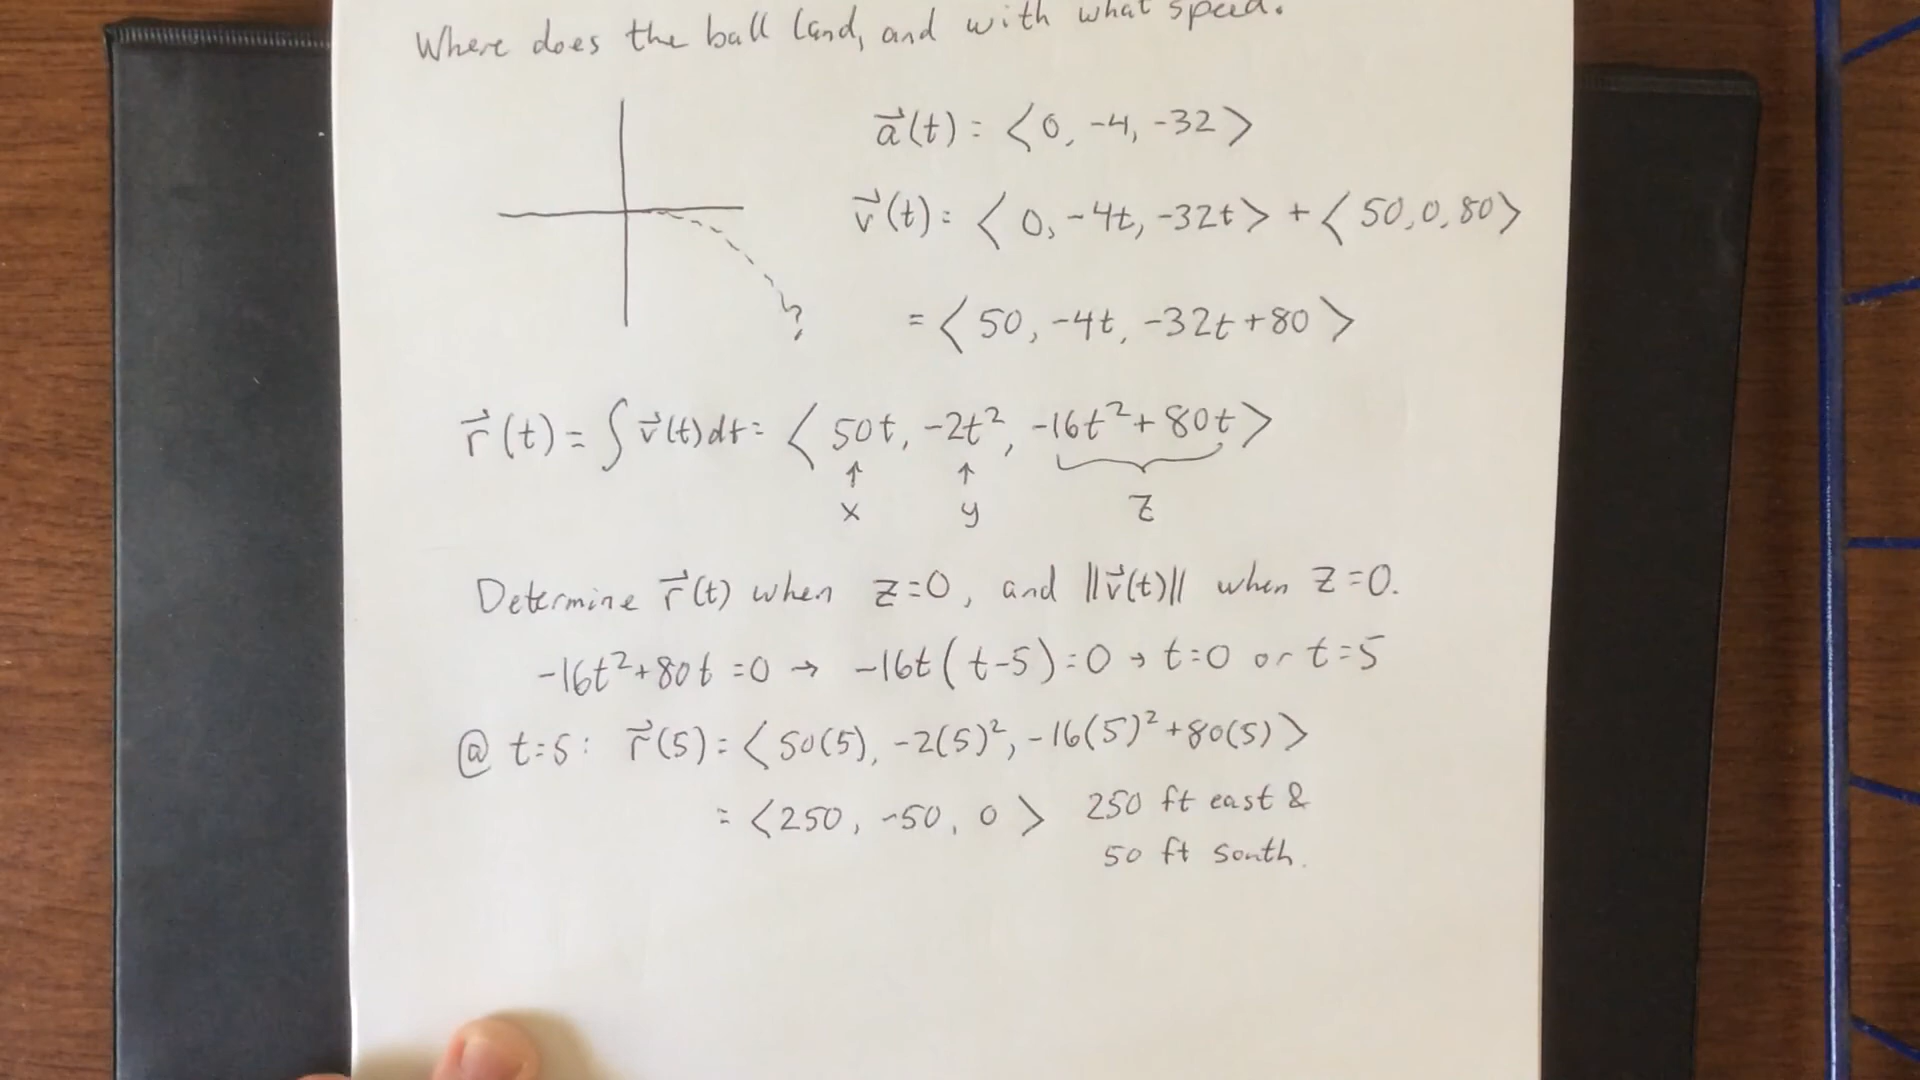 Where does the ball land, and with what speed.
a⃗(t) = ⟨0, -4, -32⟩
v⃗(t) = ⟨0, -4t, -32t⟩ + ⟨50, 0, 80⟩
= ⟨50, -4t, -32t+80⟩
?
r⃗(t) = ∫v⃗(t)dt = ⟨50t, -2t², -16t²+80t⟩
↑ ↑
x y z
Determine r⃗(t) when z=0, and ||v⃗(t)|| when z=0.
-16t²+80t=0 → -16t(t-5)=0 → t=0 or t=5
@ t=5: r⃗(5) = ⟨50(5), -2(5)², -16(5)²+80(5)⟩
= ⟨250, -50, 0⟩ 250 ft east &
50 ft south.